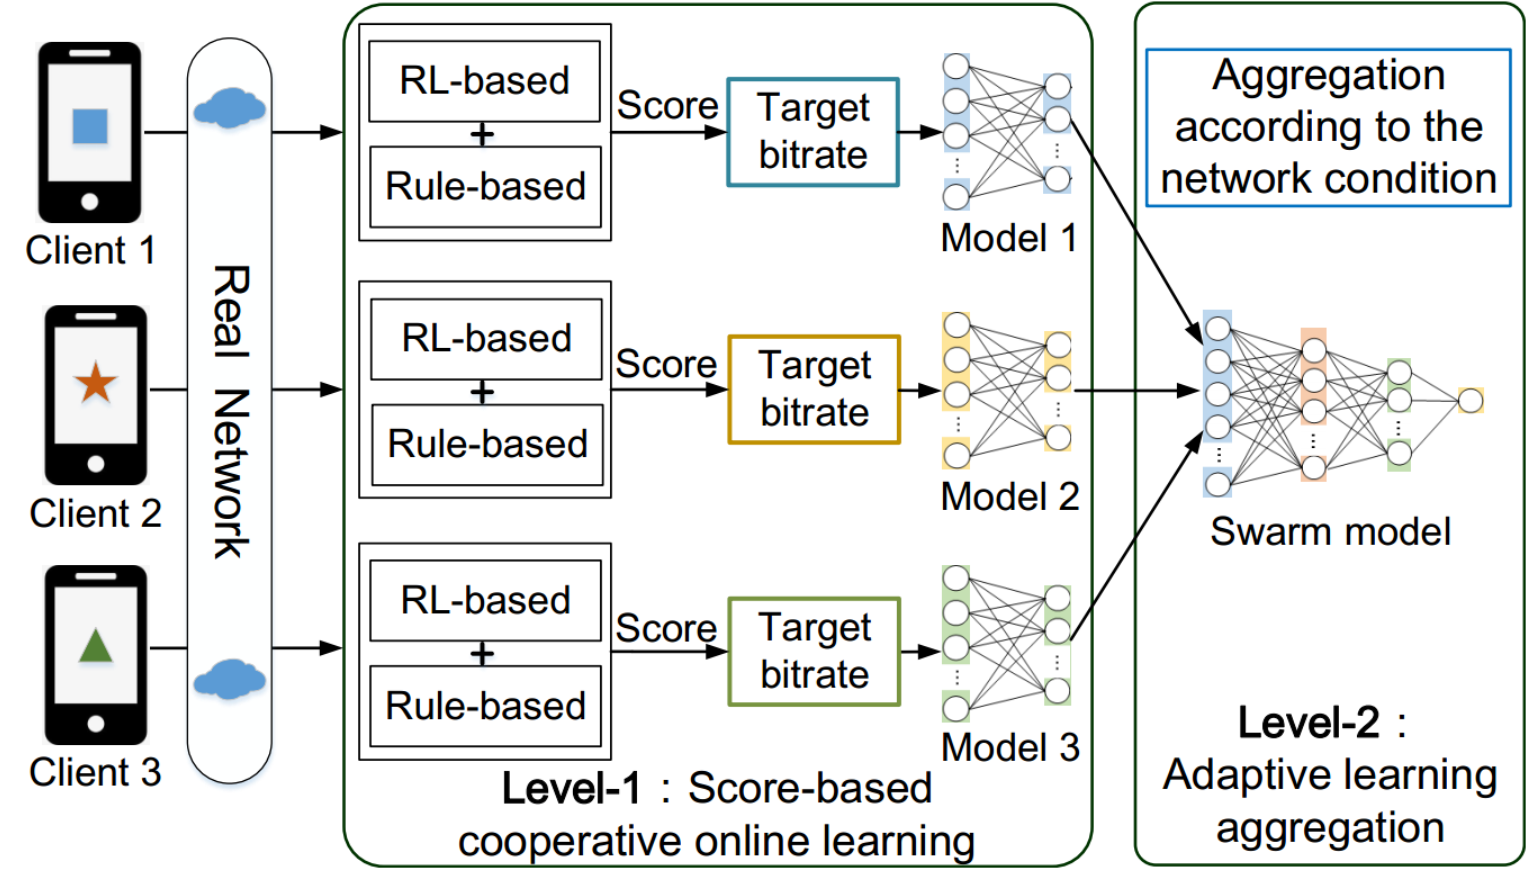 Client 1
Client 2
Client 3
Real Network
RL-based
+
Rule-based
Score
Target
bitrate
Model 1
RL-based
+
Rule-based
Score
Target
bitrate
Model 2
RL-based
+
Rule-based
Score
Target
bitrate
Model 3
Level-1：Score-based
cooperative online learning
Aggregation
according to the
network condition
Swarm model
Level-2：
Adaptive learning
aggregation